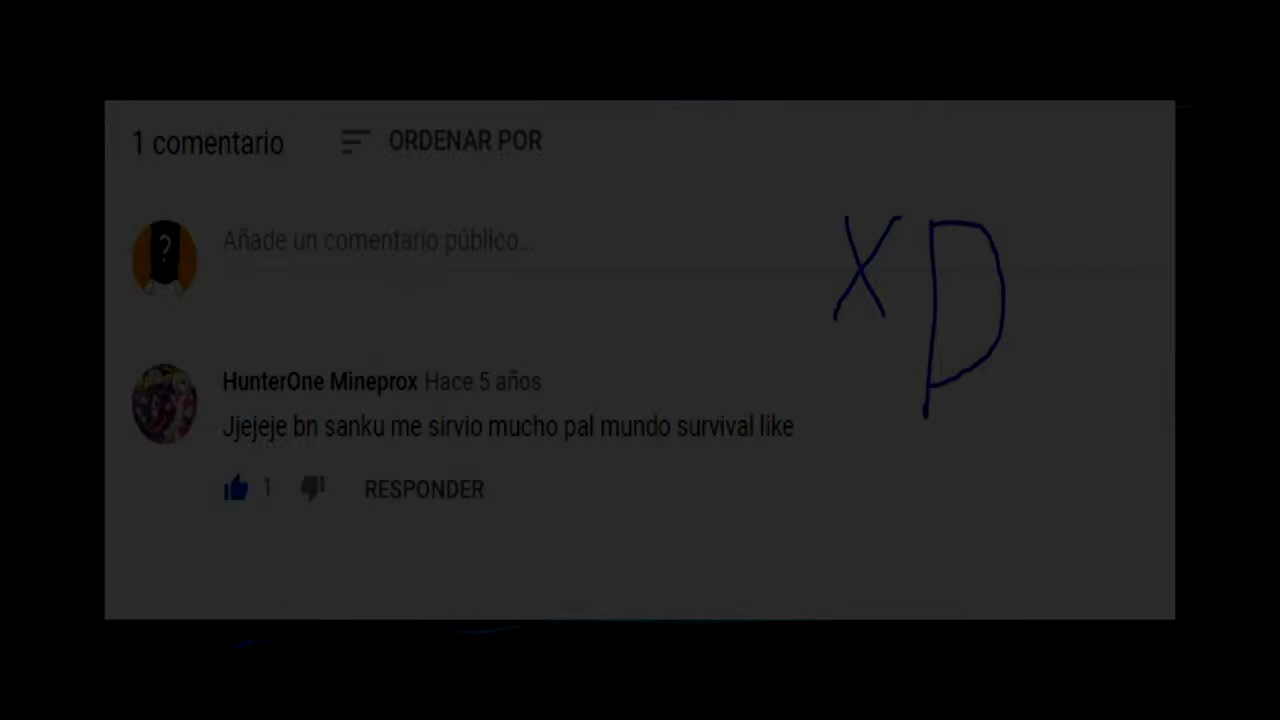 1 comentario ORDENAR POR
?
Añade un comentario público...
XD
HunterOne Mineprox Hace 5 años
Jjejeje bn sanku me sirvio mucho pal mundo survival like
1 RESPONDER